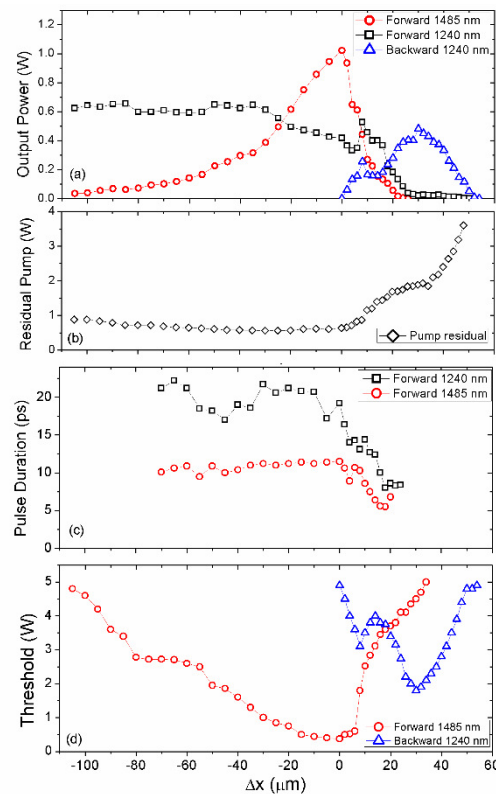 Forward 1485 nm
Forward 1240 nm
Backward 1240 nm
Output Power (W)
1.2
1.0
0.8
0.6
0.4
0.2
0.0
(a)
Residual Pump (W)
4
3
2
1
0
(b)
Pump residual
Pulse Duration (ps)
20
15
10
5
0
(c)
Forward 1240 nm
Forward 1485 nm
Threshold (W)
5
4
3
2
1
0
(d)
Forward 1485 nm
Backward 1240 nm
-100 -80 -60 -40 -20 0 20 40 60
Δx (μm)